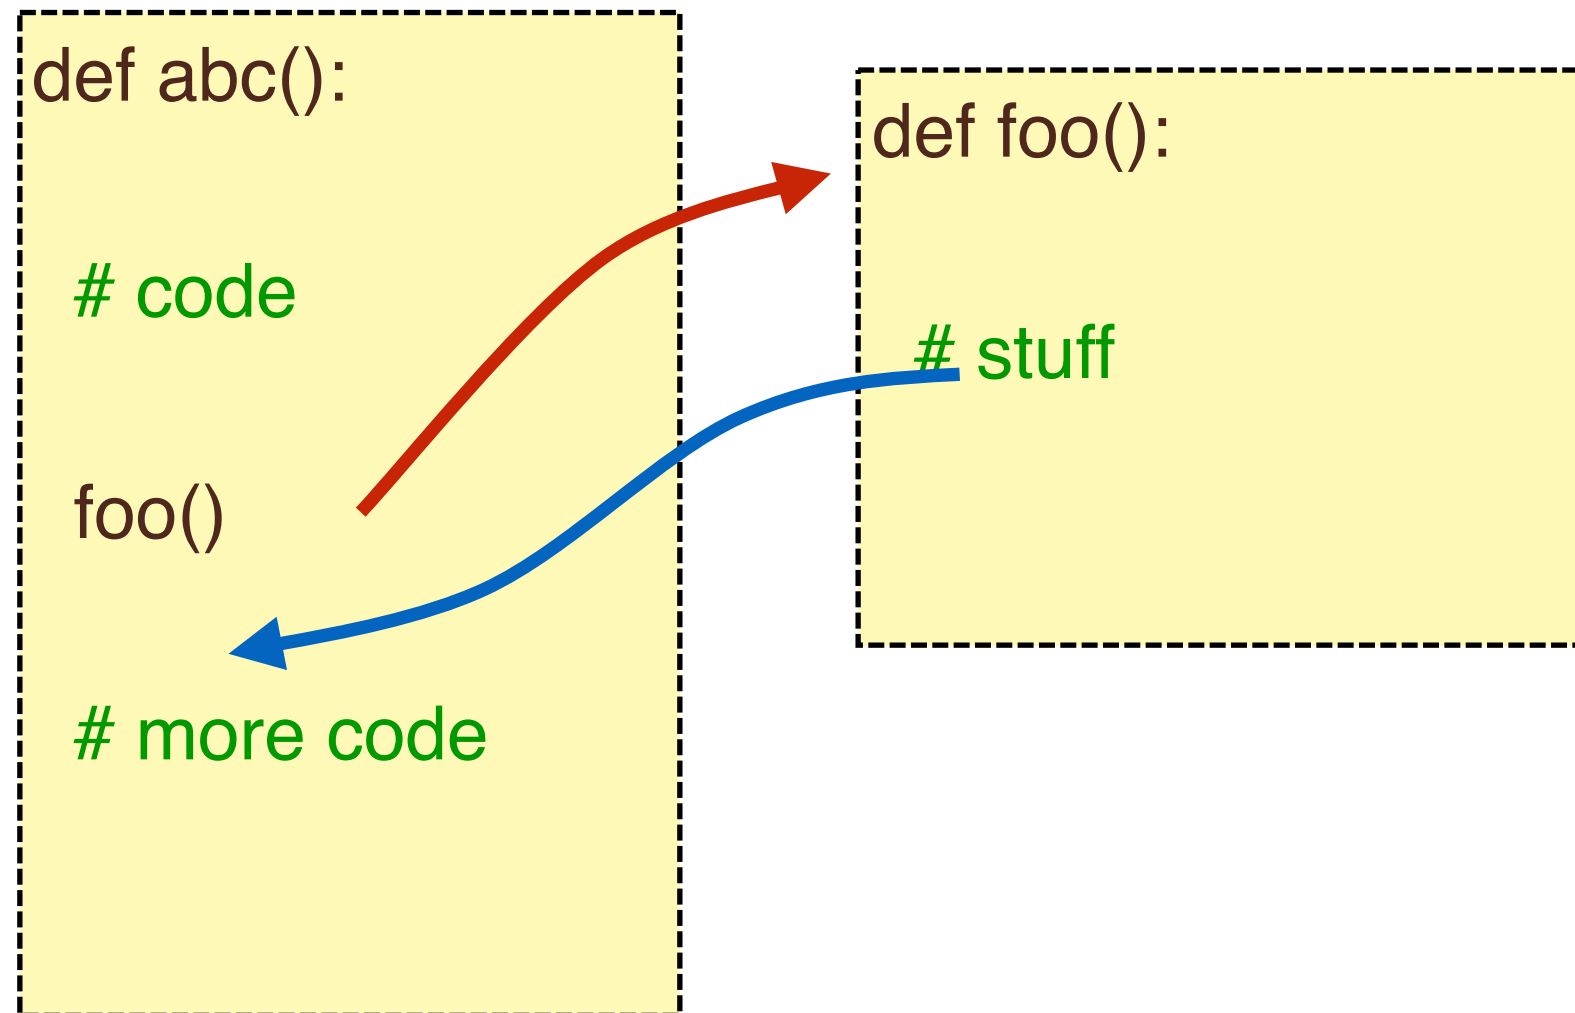 def abc():
# code
foo()
# more code
def foo():
# stuff